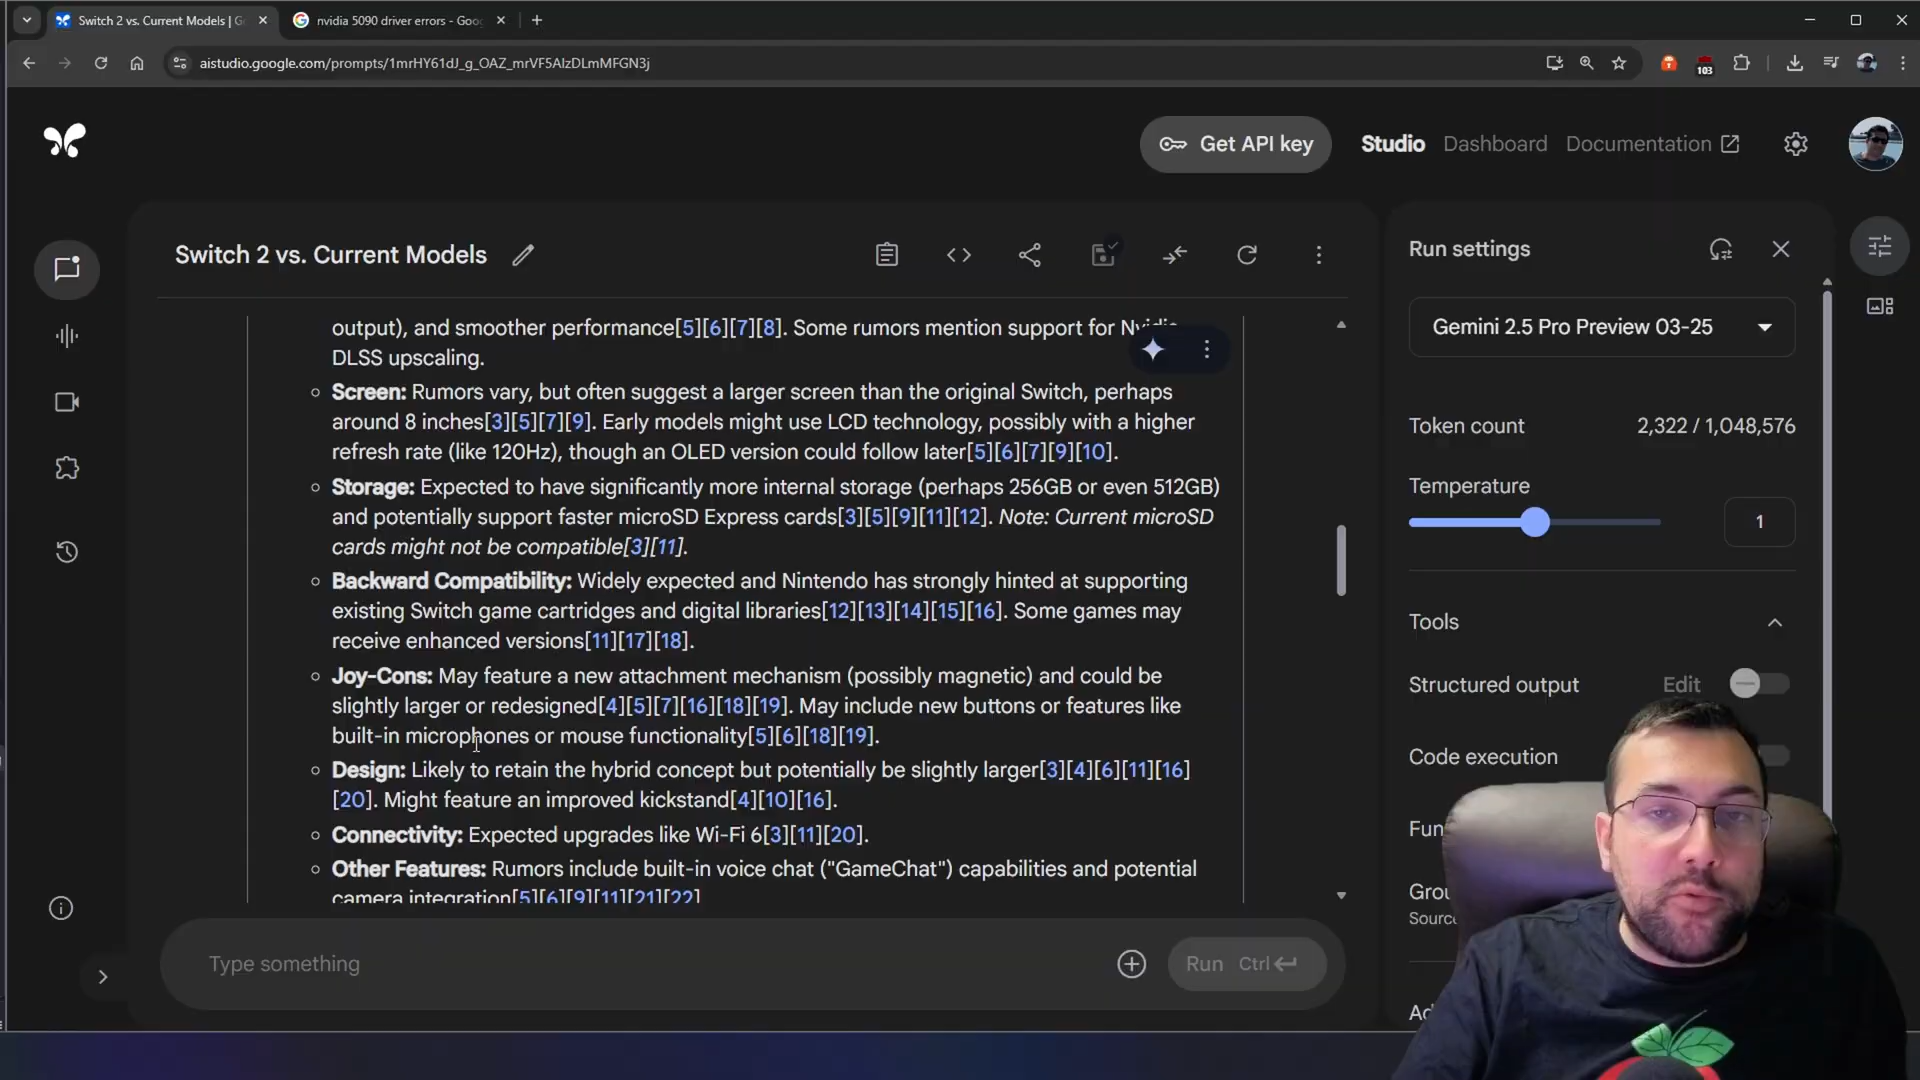 Switch 2 vs. Current Models | G
nvidia 5090 driver errors - Goo
aistudio.google.com/prompts/1mrHY61dJ_g_OAZ_mrVF5AlzDLmMFGN3j
103
Get API key
Studio
Dashboard
Documentation
Switch 2 vs. Current Models
output), and smoother performance[5][6][7][8]. Some rumors mention support for Nvidia
DLSS upscaling.
Screen: Rumors vary, but often suggest a larger screen than the original Switch, perhaps
around 8 inches[3][5][7][9]. Early models might use LCD technology, possibly with a higher
refresh rate (like 120Hz), though an OLED version could follow later[5][6][7][9][10].
Storage: Expected to have significantly more internal storage (perhaps 256GB or even 512GB)
and potentially support faster microSD Express cards[3][5][9][11][12]. Note: Current microSD
cards might not be compatible[3][11].
Backward Compatibility: Widely expected and Nintendo has strongly hinted at supporting
existing Switch game cartridges and digital libraries[12][13][14][15][16]. Some games may
receive enhanced versions[11][17][18].
Joy-Cons: May feature a new attachment mechanism (possibly magnetic) and could be
slightly larger or redesigned[4][5][7][16][18][19]. May include new buttons or features like
built-in microphones or mouse functionality[5][6][18][19].
Design: Likely to retain the hybrid concept but potentially be slightly larger[3][4][6][11][16]
[20]. Might feature an improved kickstand[4][10][16].
Connectivity: Expected upgrades like Wi-Fi 6[3][11][20].
Other Features: Rumors include built-in voice chat ("GameChat") capabilities and potential
camera integration[5][6][9][11][21][22]
Type something
Run Ctrl
Run settings
Gemini 2.5 Pro Preview 03-25
Token count 2,322 / 1,048,576
Temperature
1
Tools
Structured output Edit
Code execution
Fun
Grou
Source
Ad